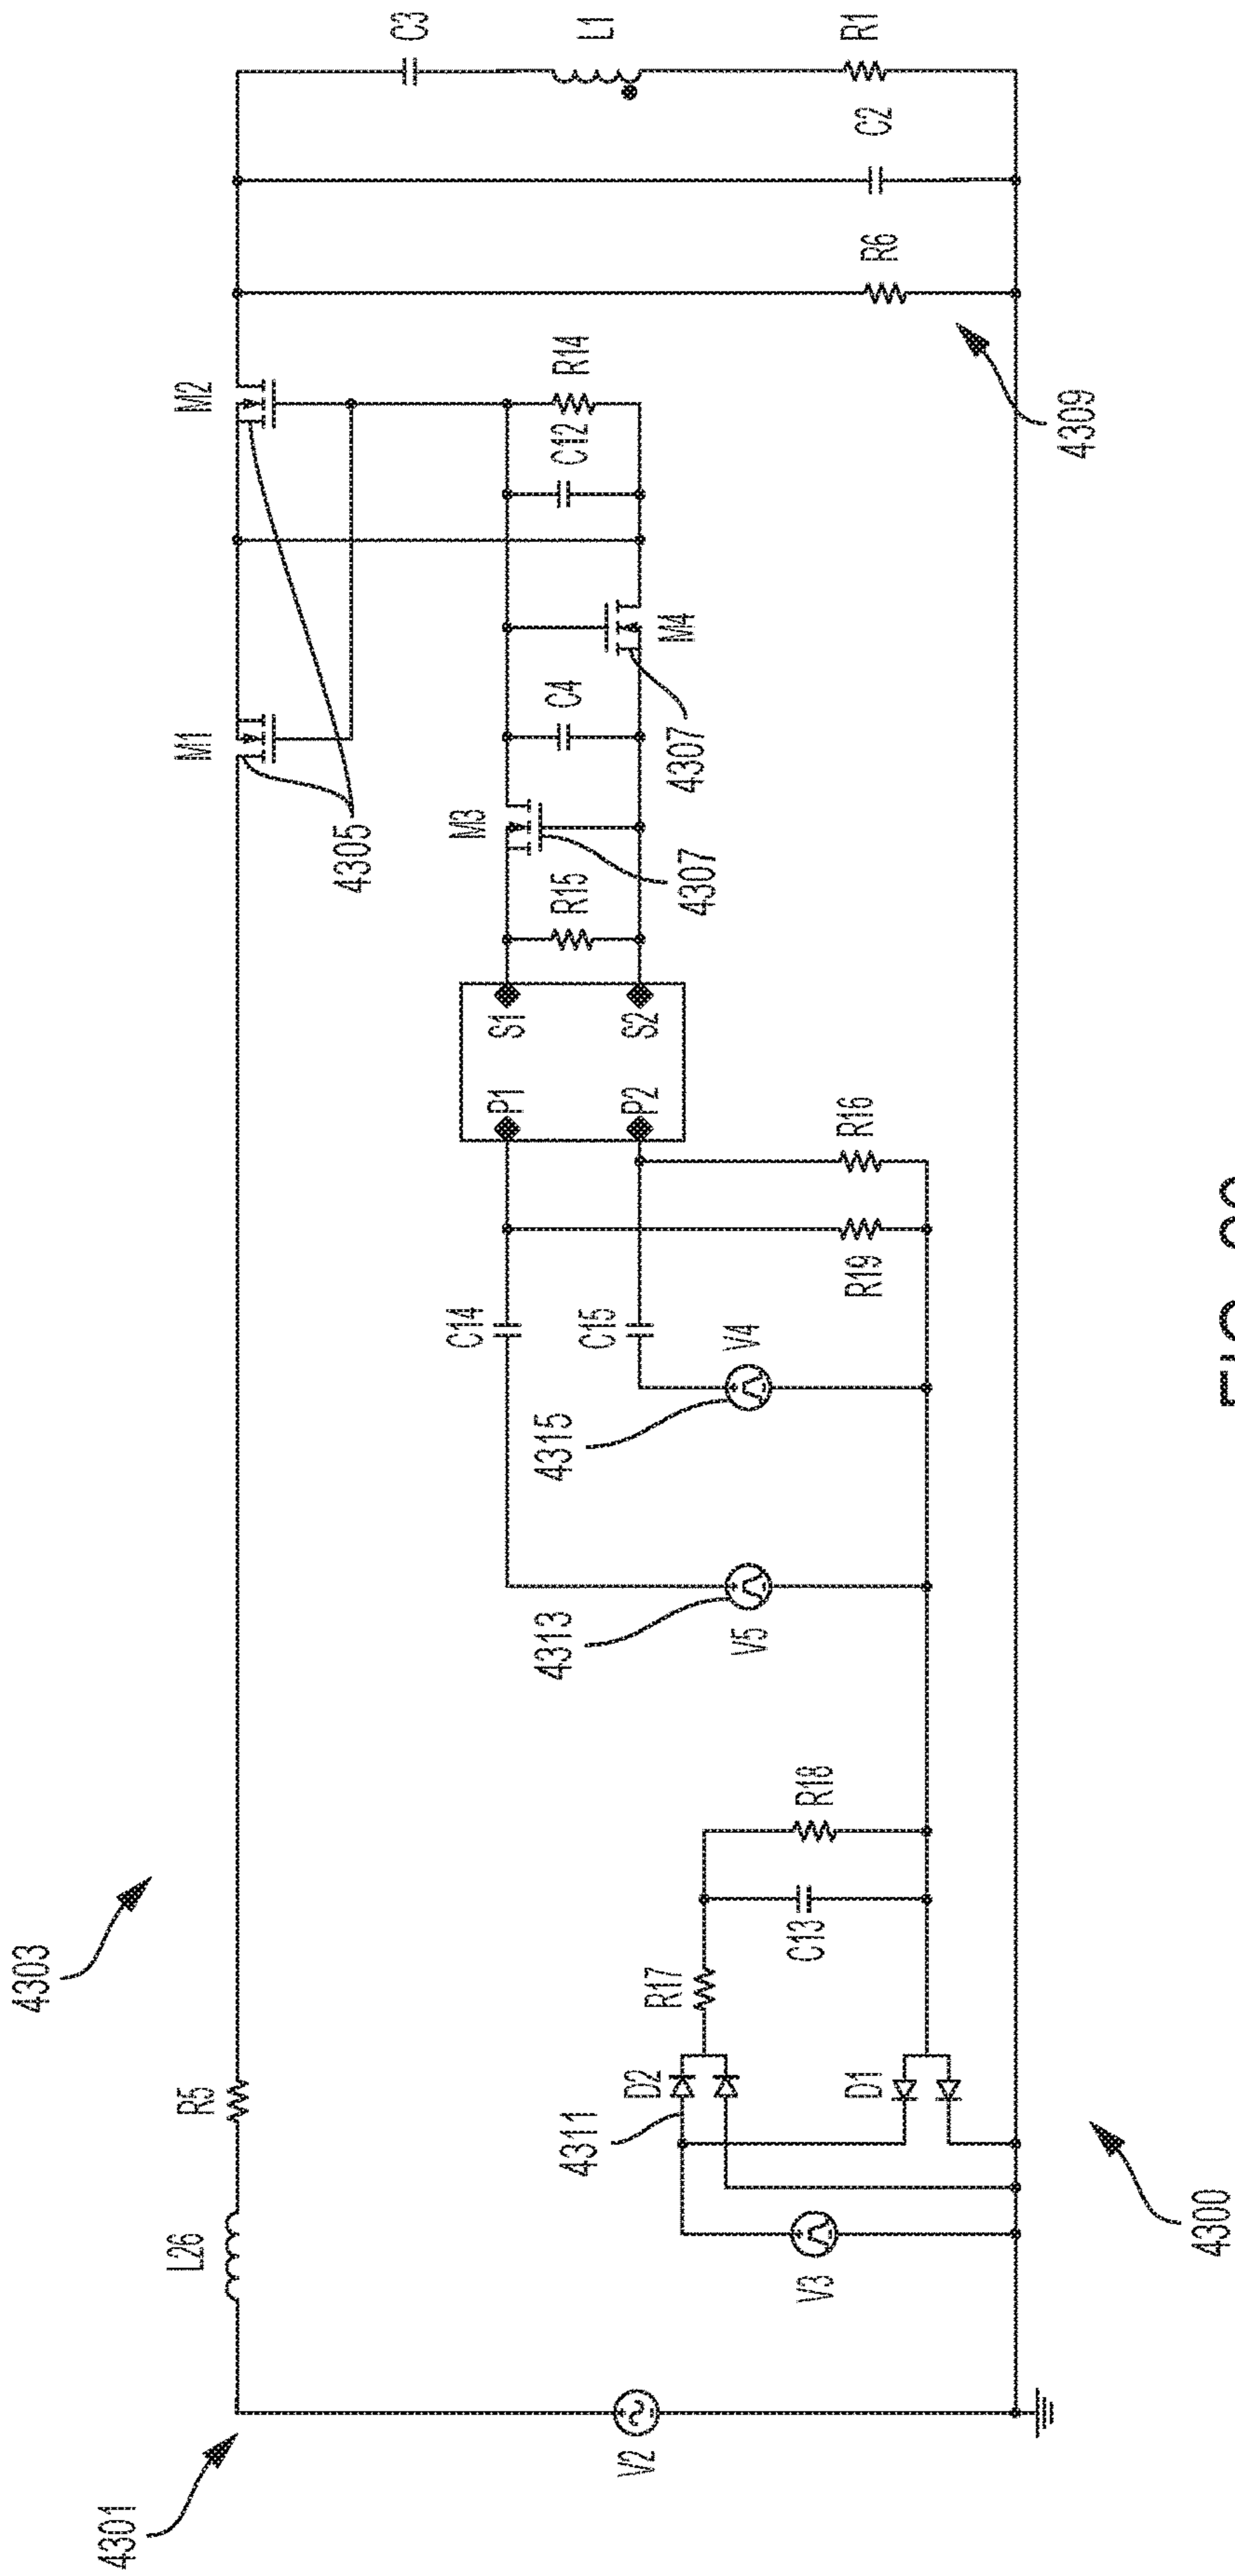 4303
4301
L26
R5
M1
M2
4305
C3
L1
R1
C2
R6
R14
C12
M4
C4
4307
M3
4307
R15
S1
S2
P1
P2
R16
R19
C14
C15
V4
4315
4313
V5
R18
C13
R17
D2
D1
4311
V3
V2
4309
4300